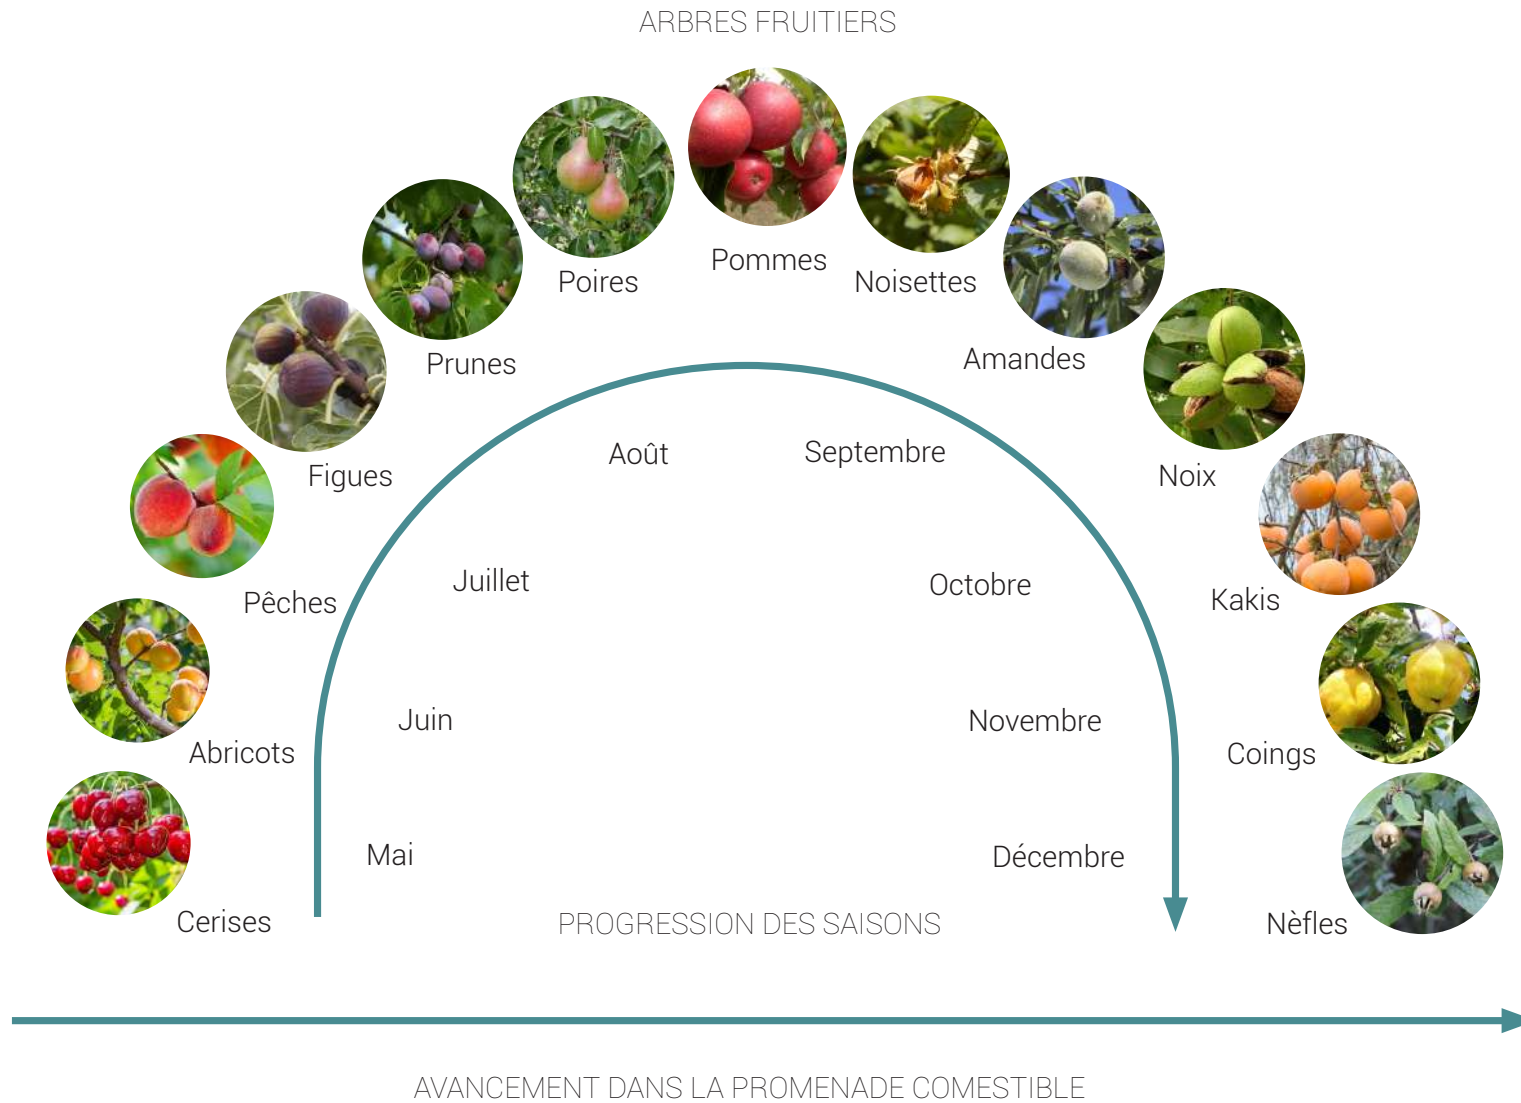 ARBRES FRUITIERS
Pommes
Poires
Noisettes
Prunes
Amandes
Août
Septembre
Figues
Noix
Juillet
Octobre
Pêches
Kakis
Juin
Novembre
Abricots
Coings
Mai
Décembre
Cerises
PROGRESSION DES SAISONS
Nèfles
AVANCEMENT DANS LA PROMENADE COMESTIBLE